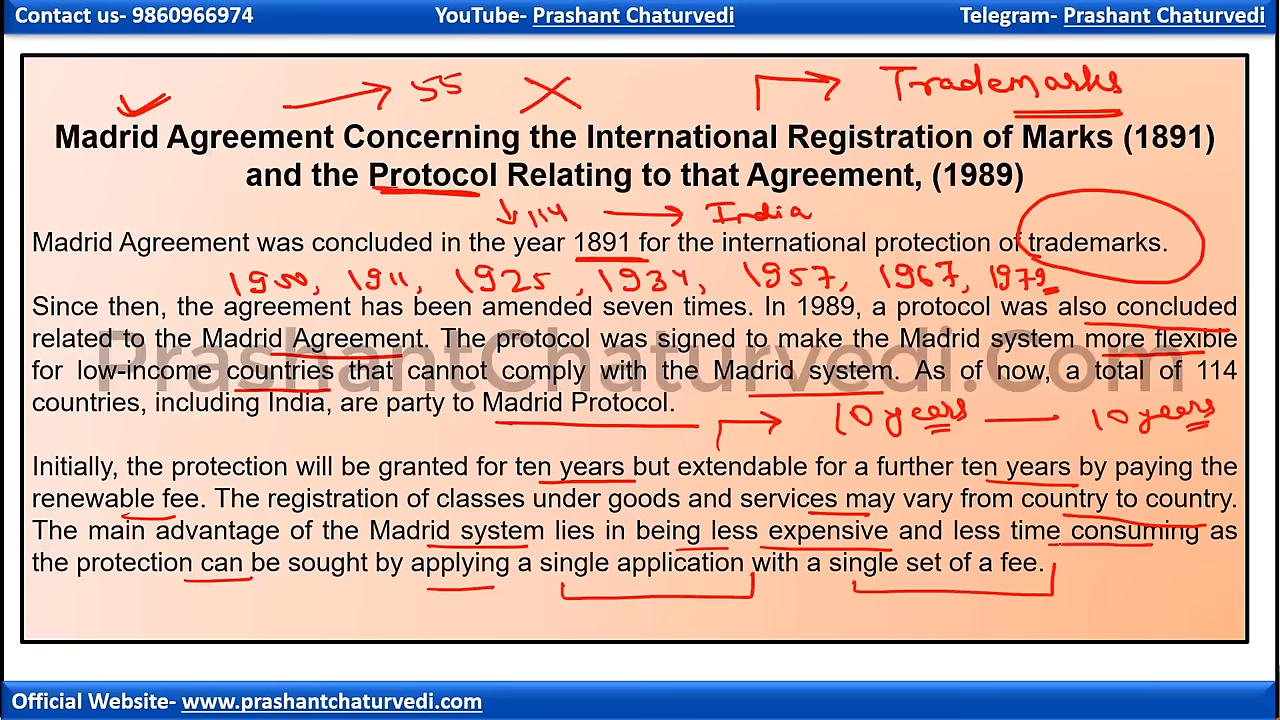 Contact us- 9860966974 YouTube- Prashant Chaturvedi Telegram- Prashant Chaturvedi
55 Trademarks
Madrid Agreement Concerning the International Registration of Marks (1891)
and the Protocol Relating to that Agreement, (1989)
114 India
Madrid Agreement was concluded in the year 1891 for the international protection of trademarks.
1900, 1911, 1925, 1934, 1957, 1967, 1979
Since then, the agreement has been amended seven times. In 1989, a protocol was also concluded
related to the Madrid Agreement. The protocol was signed to make the Madrid system more flexible
for low-income countries that cannot comply with the Madrid system. As of now, a total of 114
countries, including India, are party to Madrid Protocol.
PrashantChaturvedi.Com
10 years 10 years
Initially, the protection will be granted for ten years but extendable for a further ten years by paying the
renewable fee. The registration of classes under goods and services may vary from country to country.
The main advantage of the Madrid system lies in being less expensive and less time consuming as
the protection can be sought by applying a single application with a single set of a fee.
Official Website- www.prashantchaturvedi.com